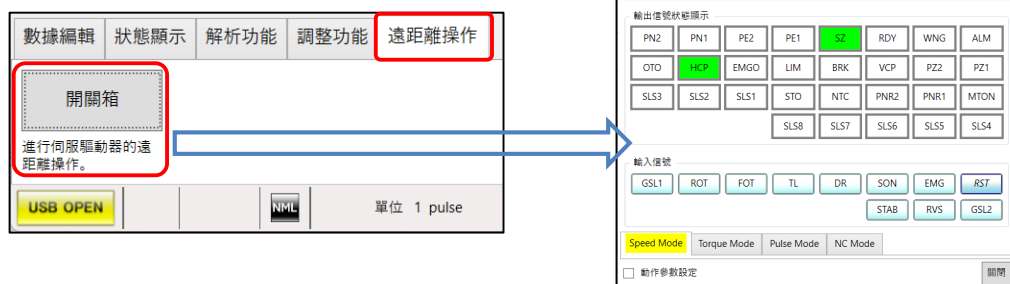 數據編輯 狀態顯示 解析功能 調整功能 遠距離操作
開關箱
進行伺服驅動器的遠
距離操作。
USB OPEN NML 單位 1 pulse
輸出信號狀態顯示
PN2 PN1 PE2 PE1 SZ RDY WNG ALM
OTO HCP EMGO LIM BRK VCP PZ2 PZ1
SLS3 SLS2 SLS1 STO NTC PNR2 PNR1 MTON
SLS8 SLS7 SLS6 SLS5 SLS4
輸入信號
GSL1 ROT FOT TL DR SON EMG RST
STAB RVS GSL2
Speed Mode Torque Mode Pulse Mode NC Mode
動作參數設定 關閉